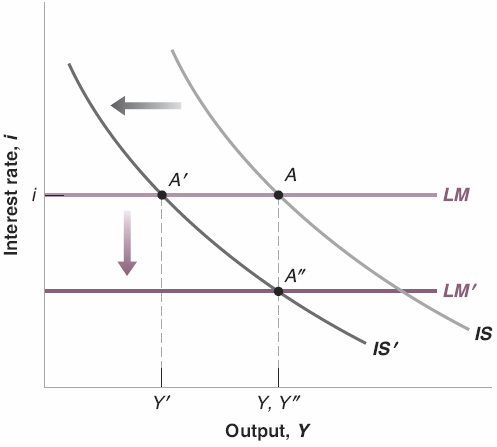 Interest rate, i
A′
A
i
LM
A″
LM′
IS
IS′
Y′
Y, Y″
Output, Y